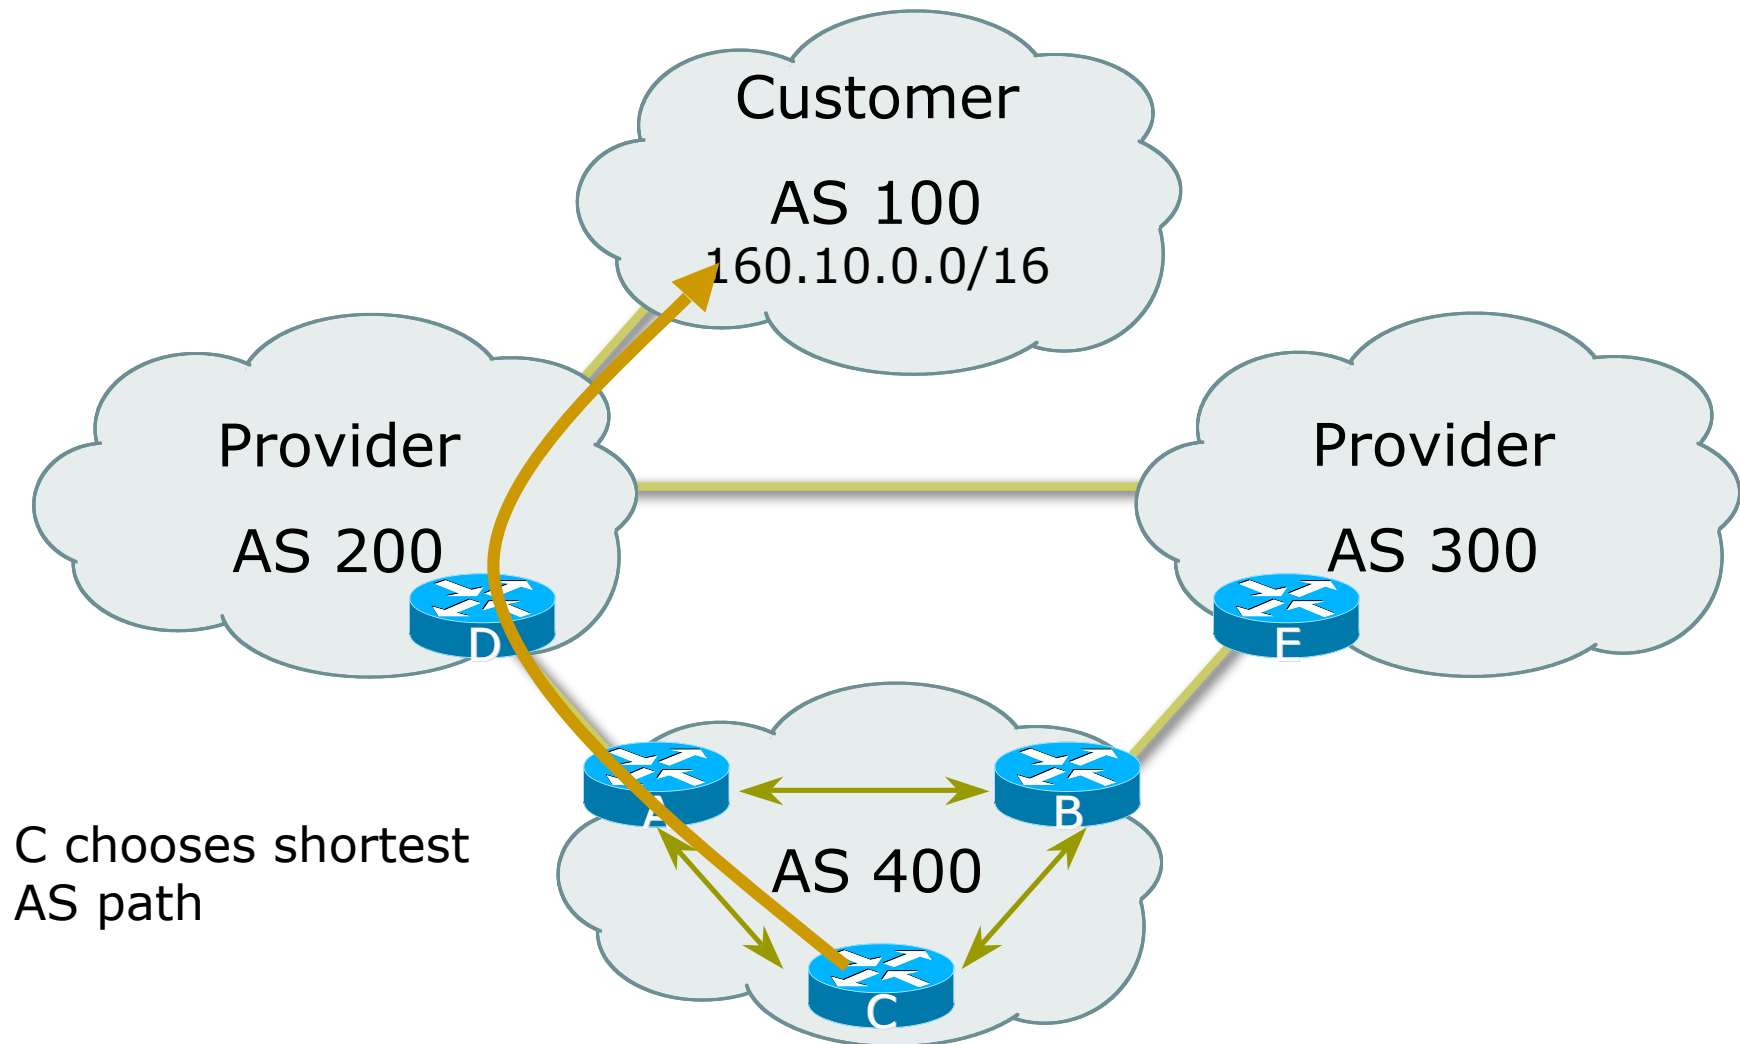 Customer
AS 100
160.10.0.0/16
Provider
AS 200
Provider
AS 300
D
E
A
B
AS 400
C chooses shortest
AS path
C